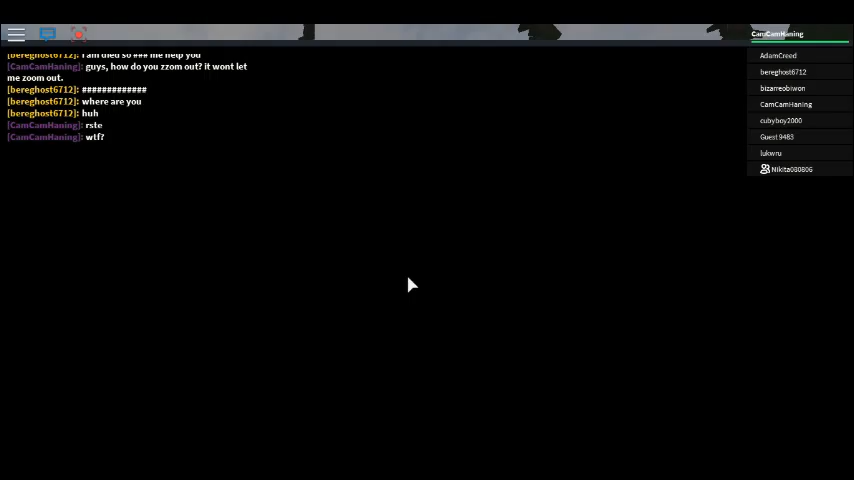 CamCamHaning
[bereghost6712]: I am died so ### me help you
[CamCamHaning]: guys, how do you zzom out? it wont let
me zoom out.
[bereghost6712]: #############
[bereghost6712]: where are you
[bereghost6712]: huh
[CamCamHaning]: rste
[CamCamHaning]: wtf?
AdamCreed
bereghost6712
bizarreobiwon
CamCamHaning
cubyboy2000
Guest 9483
lukwru
Nikita080806